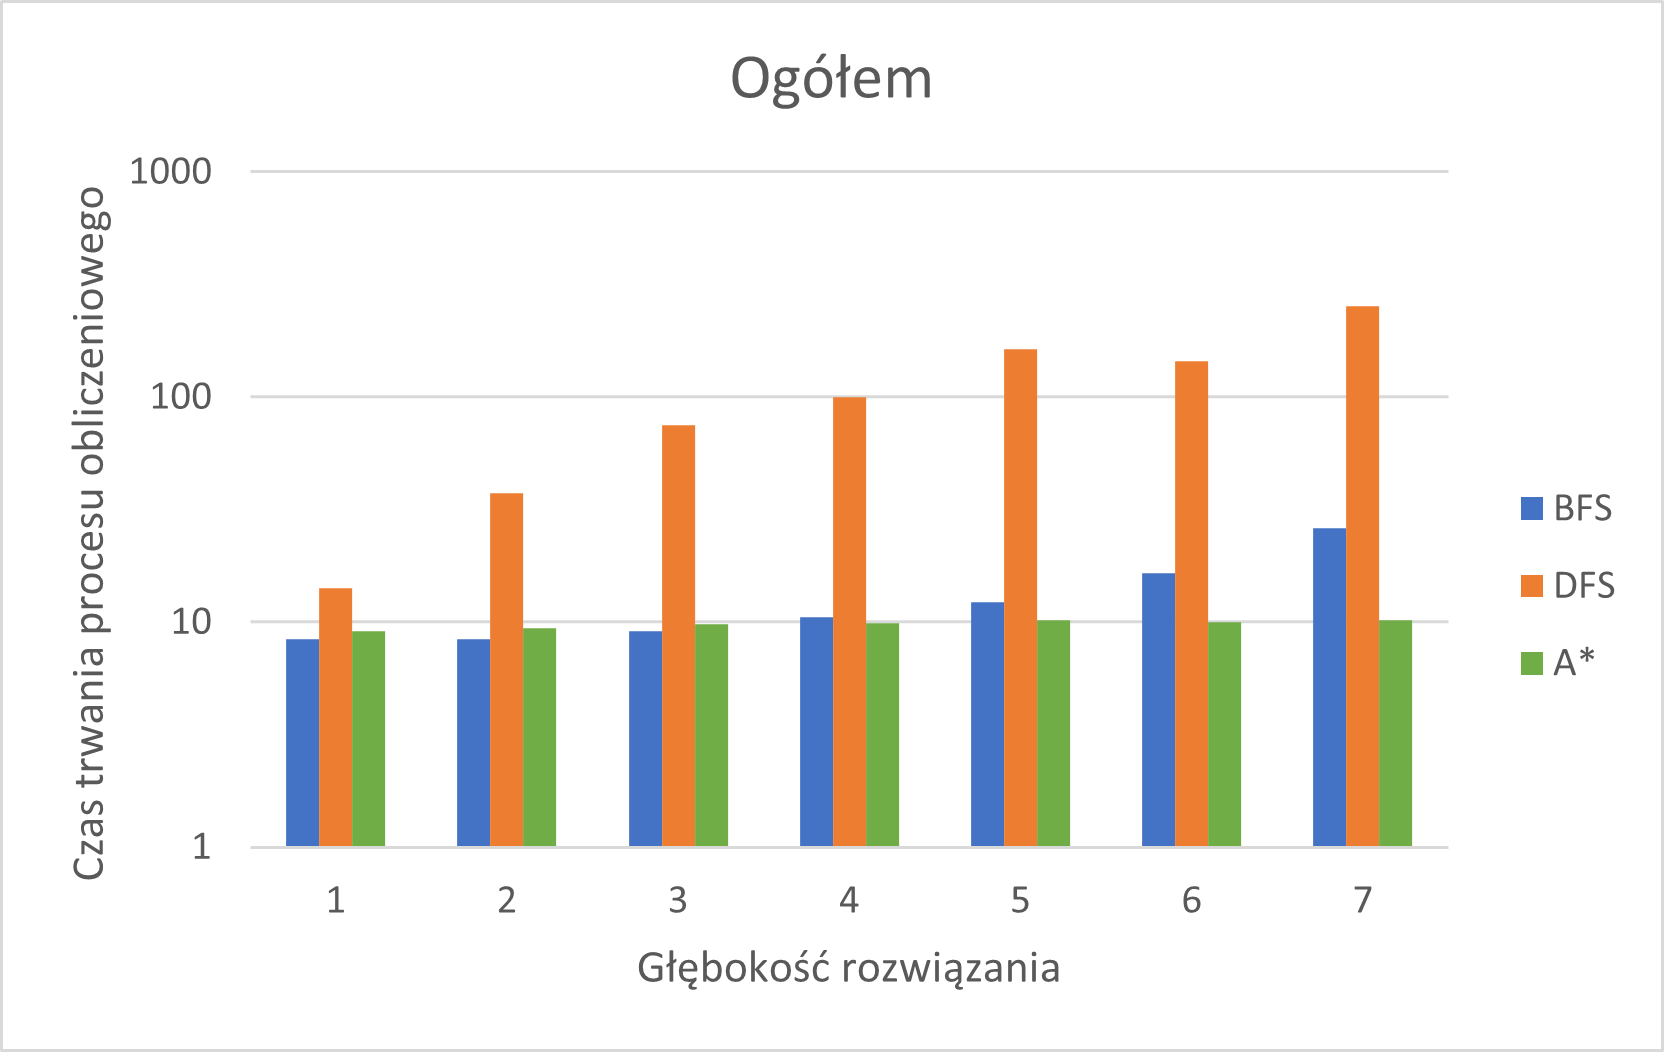 Ogółem
Czas trwania procesu obliczeniowego
1000
100
10
1
1 2 3 4 5 6 7
Głębokość rozwiązania
BFS
DFS
A*